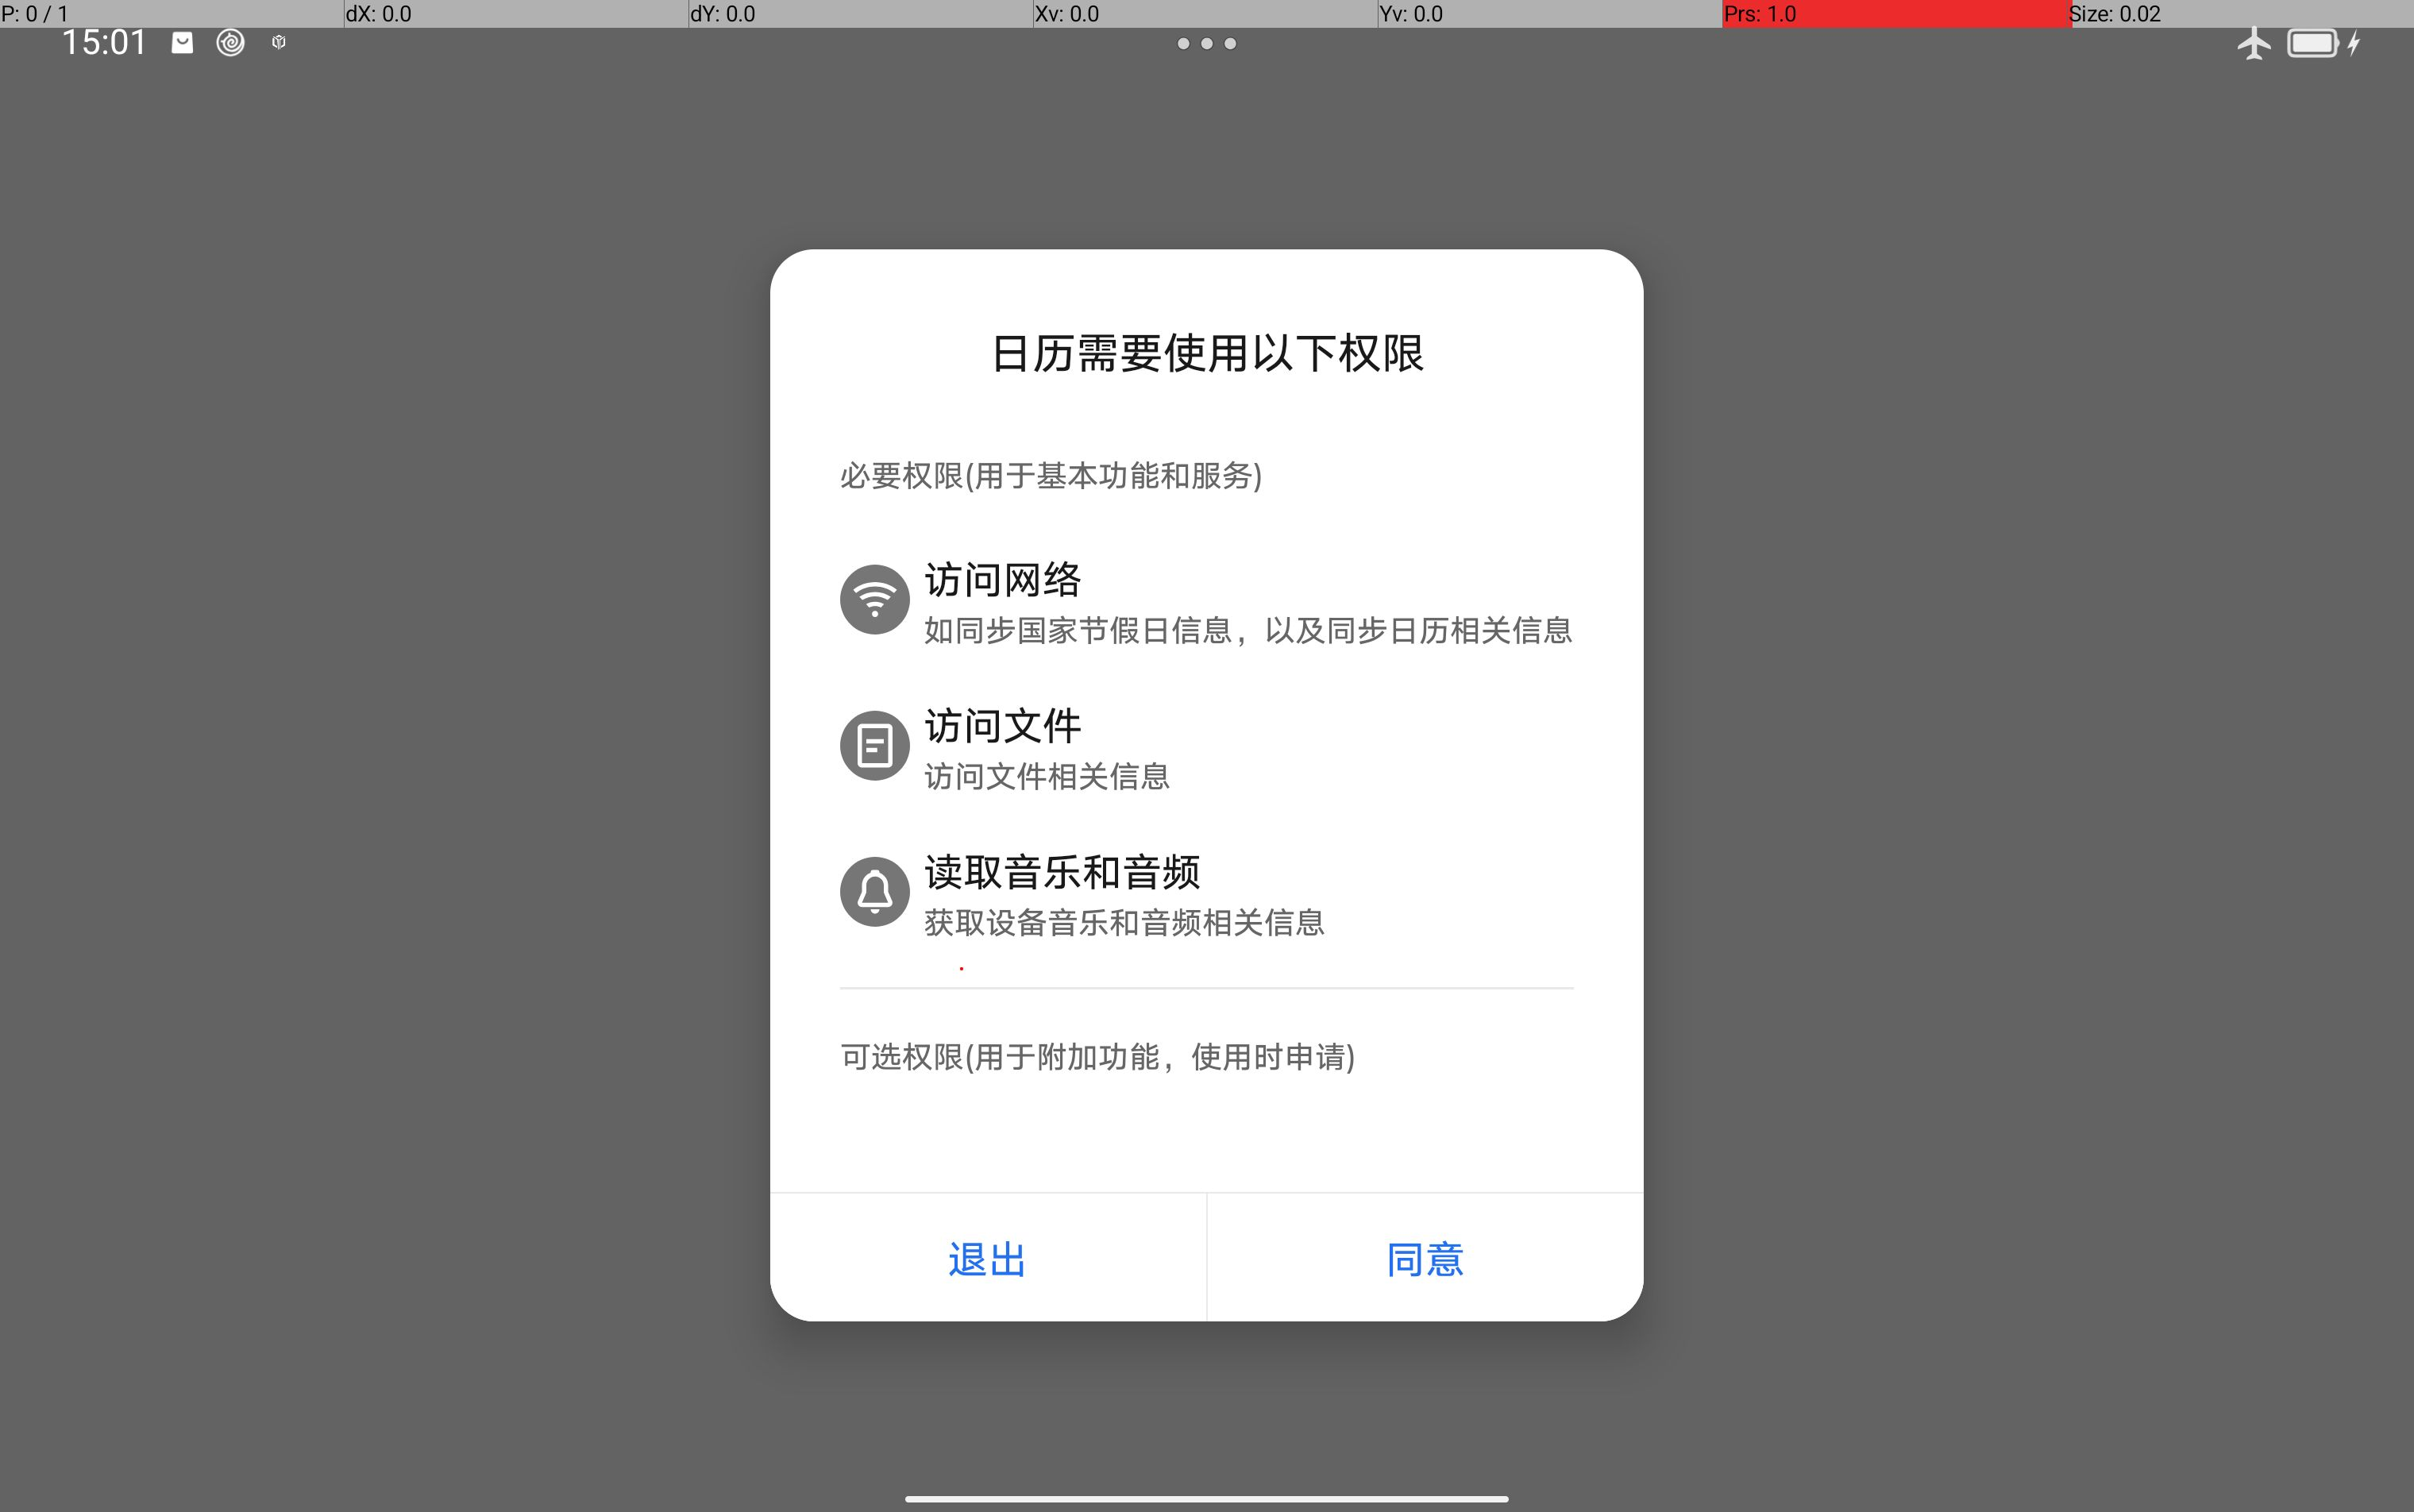 P: 0 / 1 dX: 0.0 dY: 0.0 Xv: 0.0 Yv: 0.0 Prs: 1.0 Size: 0.02
15:01
日历需要使用以下权限
必要权限(用于基本功能和服务)
访问网络
如同步国家节假日信息，以及同步日历相关信息
访问文件
访问文件相关信息
读取音乐和音频
获取设备音乐和音频相关信息
可选权限(用于附加功能，使用时申请)
退出 同意